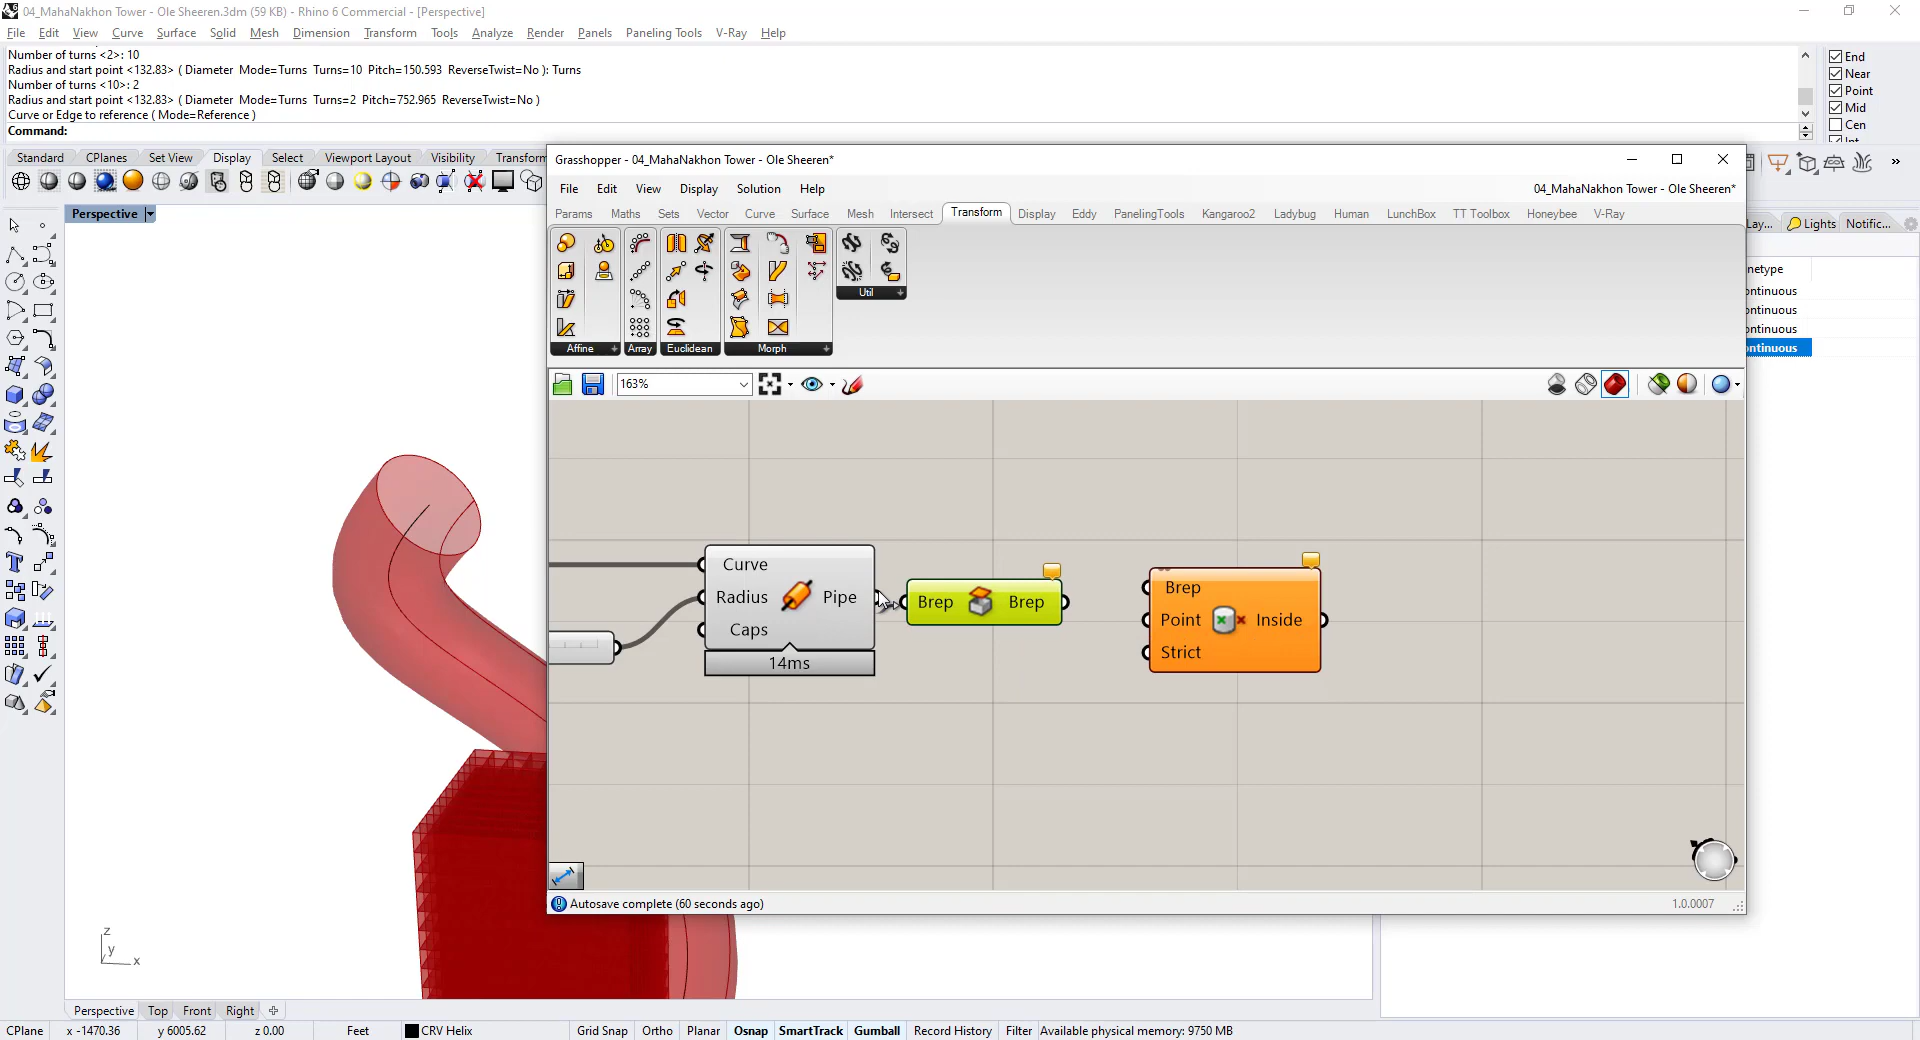 04_MahaNakhon Tower - Ole Sheeren.3dm (59 KB) - Rhino 6 Commercial - [Perspective]
File Edit View Curve Surface Solid Mesh Dimension Transform Tools Analyze Render Panels Paneling Tools V-Ray Help
Number of turns <2>: 10
Radius and start point <132.83> ( Diameter Mode=Turns Turns=10 Pitch=150.593 ReverseTwist=No ): Turns
Number of turns <10>: 2
Radius and start point <132.83> ( Diameter Mode=Turns Turns=2 Pitch=752.965 ReverseTwist=No )
Curve or Edge to reference ( Mode=Reference )
Command:
End
Near
Point
Mid
Cen
Standard CPlanes Set View Display Select Viewport Layout Visibility Transform
Perspective
Grasshopper - 04_MahaNakhon Tower - Ole Sheeren*
File Edit View Display Solution Help 04_MahaNakhon Tower - Ole Sheeren*
Params Maths Sets Vector Curve Surface Mesh Intersect Transform Display Eddy PanelingTools Kangaroo2 Ladybug Human LunchBox TT Toolbox Honeybee V-Ray
Affine Array Euclidean Morph Util
Lay... Lights Notific...
netype
ontinuous
ontinuous
ontinuous
ontinuous
163%
Curve
Radius Pipe
Caps
14ms
Brep Brep
Brep
Point Inside
Strict
Autosave complete (60 seconds ago) 1.0.0007
z
y
x
Perspective Top Front Right
CPlane x -1470.36 y 6005.62 z 0.00 Feet CRV Helix Grid Snap Ortho Planar Osnap SmartTrack Gumball Record History Filter Available physical memory: 9750 MB